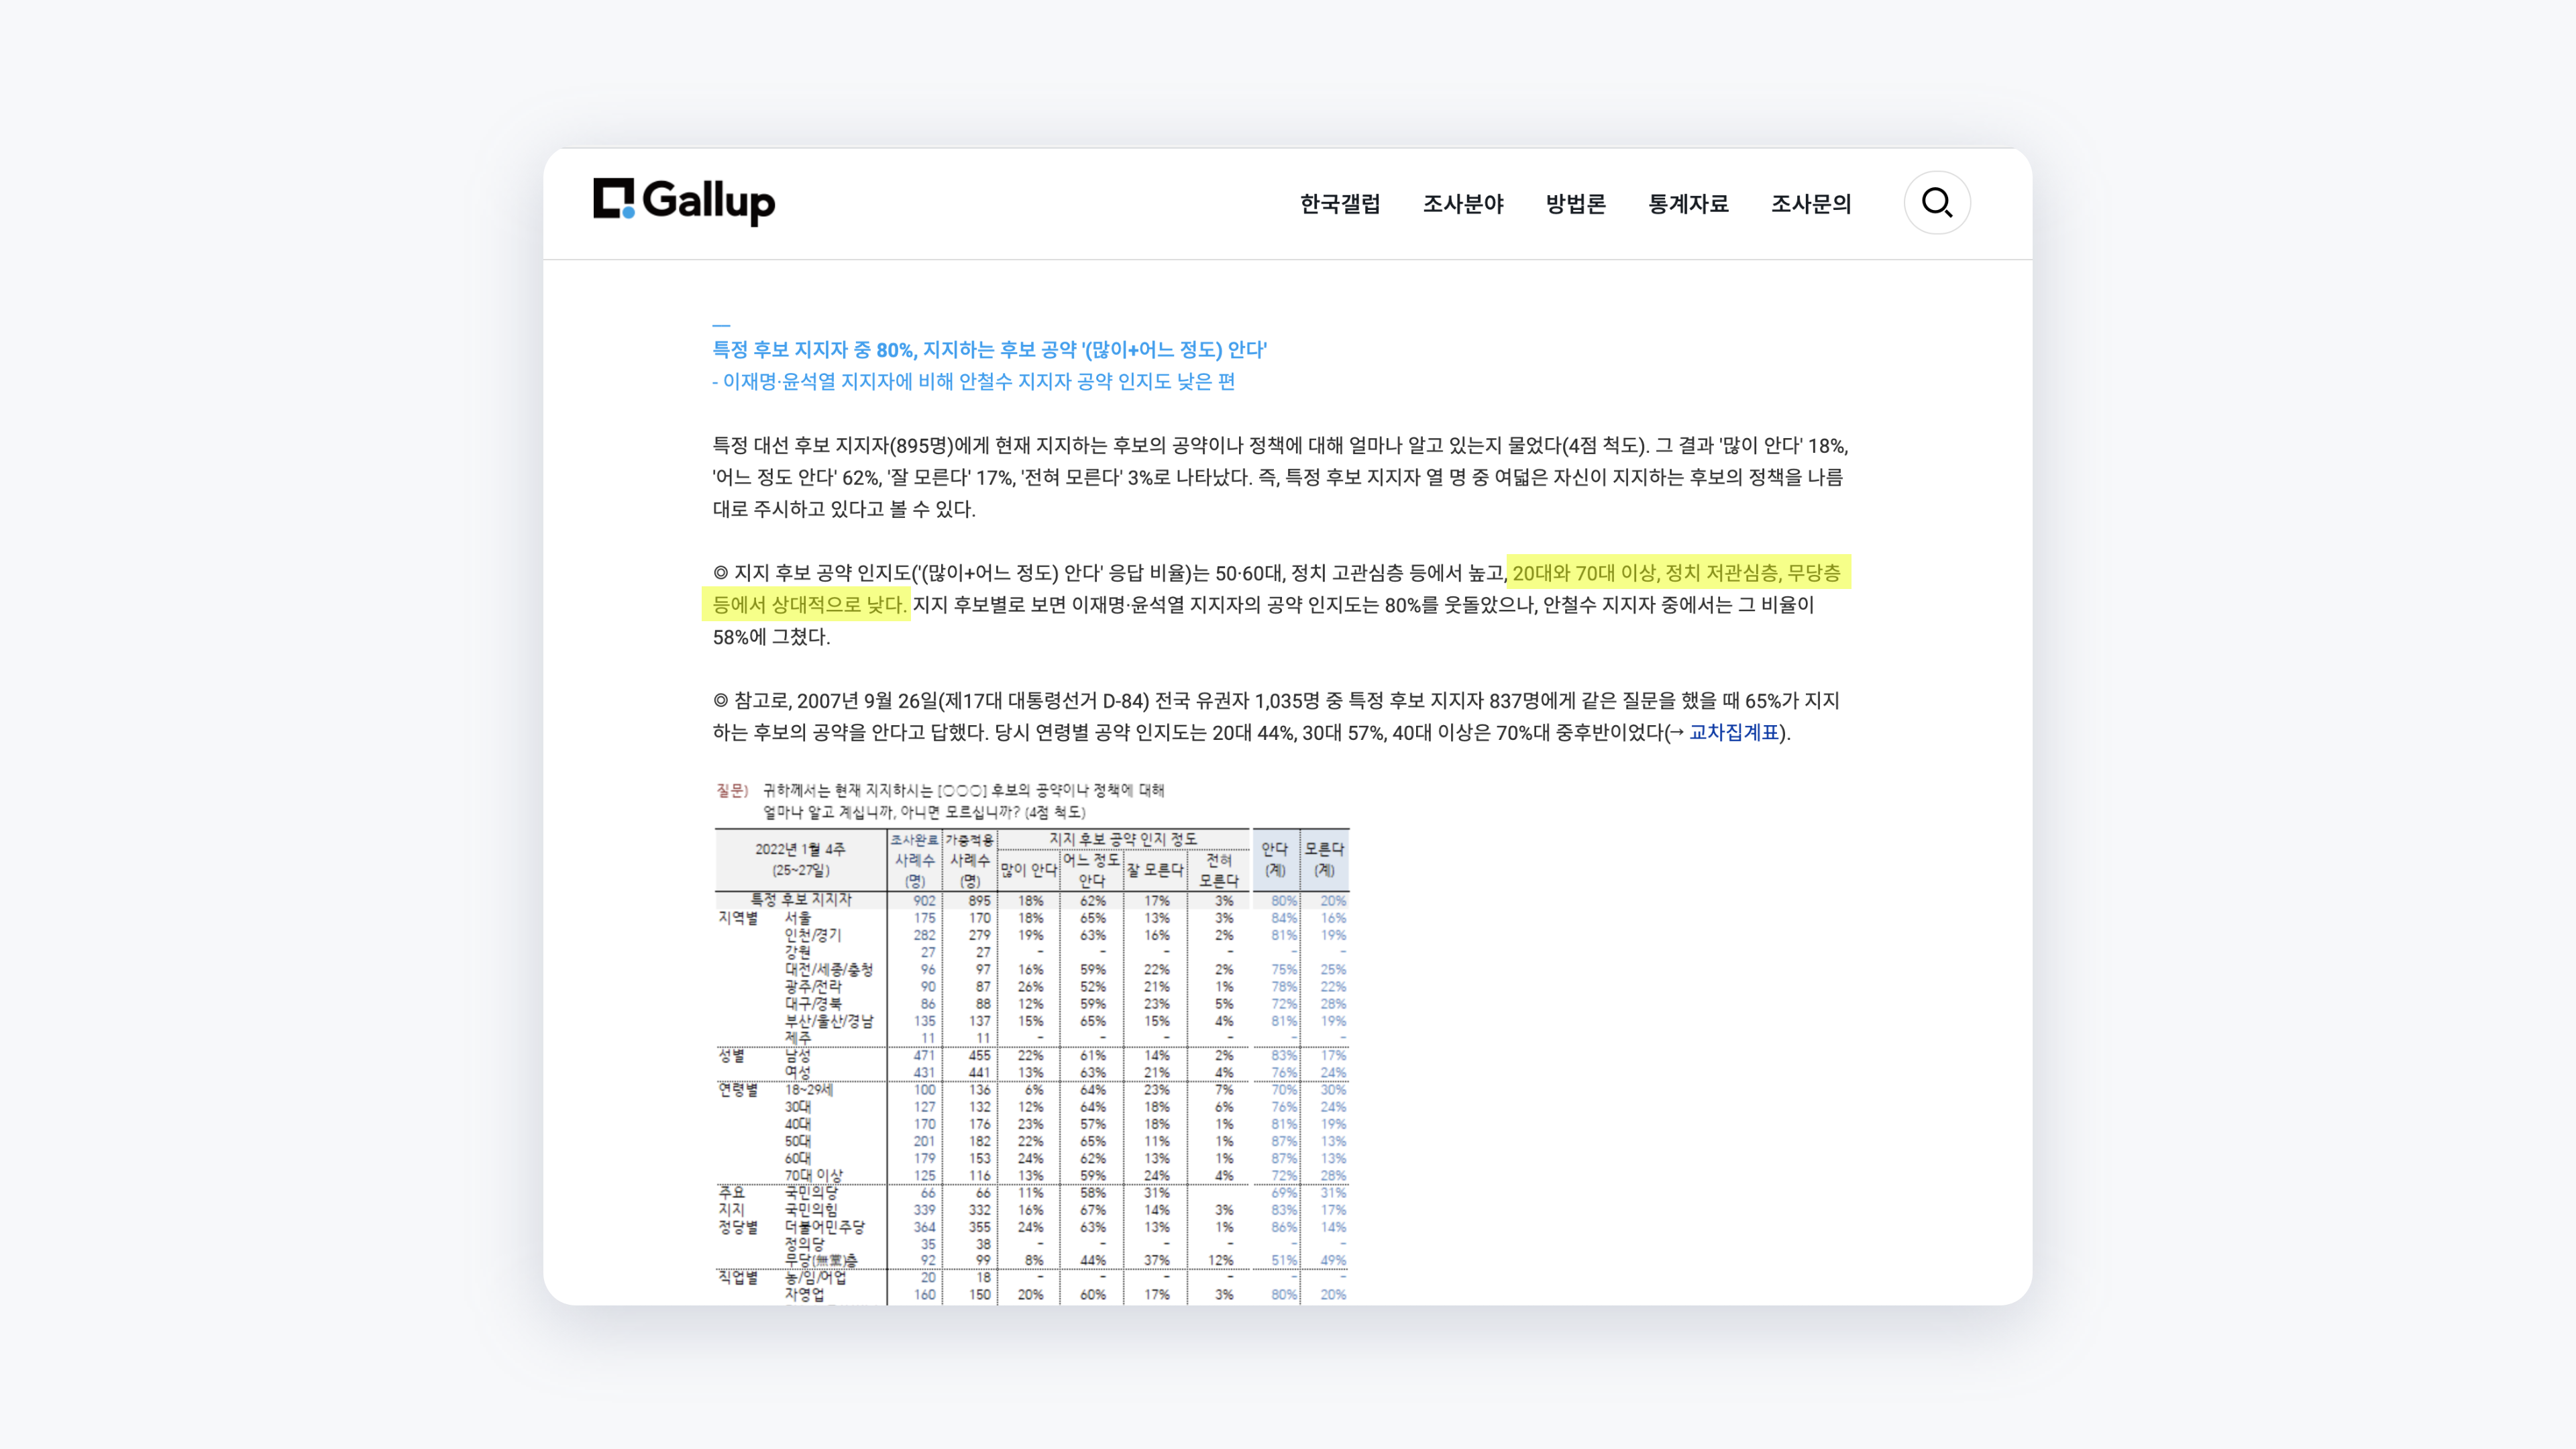 Gallup
한국갤럽 조사분야 방법론 통계자료 조사문의
특정 후보 지지자 중 80%, 지지하는 후보 공약 '(많이+어느 정도) 안다'
- 이재명·윤석열 지지자에 비해 안철수 지지자 공약 인지도 낮은 편
특정 대선 후보 지지자(895명)에게 현재 지지하는 후보의 공약이나 정책에 대해 얼마나 알고 있는지 물었다(4점 척도). 그 결과 '많이 안다' 18%,
'어느 정도 안다' 62%, '잘 모른다' 17%, '전혀 모른다' 3%로 나타났다. 즉, 특정 후보 지지자 열 명 중 여덟은 자신이 지지하는 후보의 정책을 나름
대로 주시하고 있다고 볼 수 있다.
◎ 지지 후보 공약 인지도('(많이+어느 정도) 안다' 응답 비율)는 50·60대, 정치 고관심층 등에서 높고, 20대와 70대 이상, 정치 저관심층, 무당층
등에서 상대적으로 낮다. 지지 후보별로 보면 이재명·윤석열 지지자의 공약 인지도는 80%를 웃돌았으나, 안철수 지지자 중에서는 그 비율이
58%에 그쳤다.
◎ 참고로, 2007년 9월 26일(제17대 대통령선거 D-84) 전국 유권자 1,035명 중 특정 후보 지지자 837명에게 같은 질문을 했을 때 65%가 지지
하는 후보의 공약을 안다고 답했다. 당시 연령별 공약 인지도는 20대 44%, 30대 57%, 40대 이상은 70%대 중후반이었다(→ 교차집계표).
질문) 귀하께서는 현재 지지하시는 [○○○] 후보의 공약이나 정책에 대해
얼마나 알고 계십니까, 아니면 모르십니까? (4점 척도)
2022년 1월 4주 (25~27일) 조사완료 사례수 (명) 가중적용 사례수 (명) 지지 후보 공약 인지 정도 안다 (계) 모른다 (계)
많이 안다 어느 정도 안다 잘 모른다 전혀 모른다
특정 후보 지지자 902 895 18% 62% 17% 3% 80% 20%
지역별 서울 175 170 18% 65% 13% 3% 84% 16%
인천/경기 282 279 19% 63% 16% 2% 81% 19%
강원 27 27 - - - - - -
대전/세종/충청 96 97 16% 59% 22% 2% 75% 25%
광주/전라 90 87 26% 52% 21% 1% 78% 22%
대구/경북 86 88 12% 59% 23% 5% 72% 28%
부산/울산/경남 135 137 15% 65% 15% 4% 81% 19%
제주 11 11 - - - - - -
성별 남성 471 455 22% 61% 14% 2% 83% 17%
여성 431 441 13% 63% 21% 4% 76% 24%
연령별 18~29세 100 136 6% 64% 23% 7% 70% 30%
30대 127 132 12% 64% 18% 6% 76% 24%
40대 170 176 23% 57% 18% 1% 81% 19%
50대 201 182 22% 65% 11% 1% 87% 13%
60대 179 153 24% 62% 13% 1% 87% 13%
70대 이상 125 116 13% 59% 24% 4% 72% 28%
주요 국민의당 66 66 11% 58% 31% 69% 31%
지지 국민의힘 339 332 16% 67% 14% 3% 83% 17%
정당별 더불어민주당 364 355 24% 63% 13% 1% 86% 14%
정의당 35 38 - - - - - -
무당(無黨)층 92 99 8% 44% 37% 12% 51% 49%
직업별 농/임/어업 20 18 - - - - - -
자영업 160 150 20% 60% 17% 3% 80% 20%